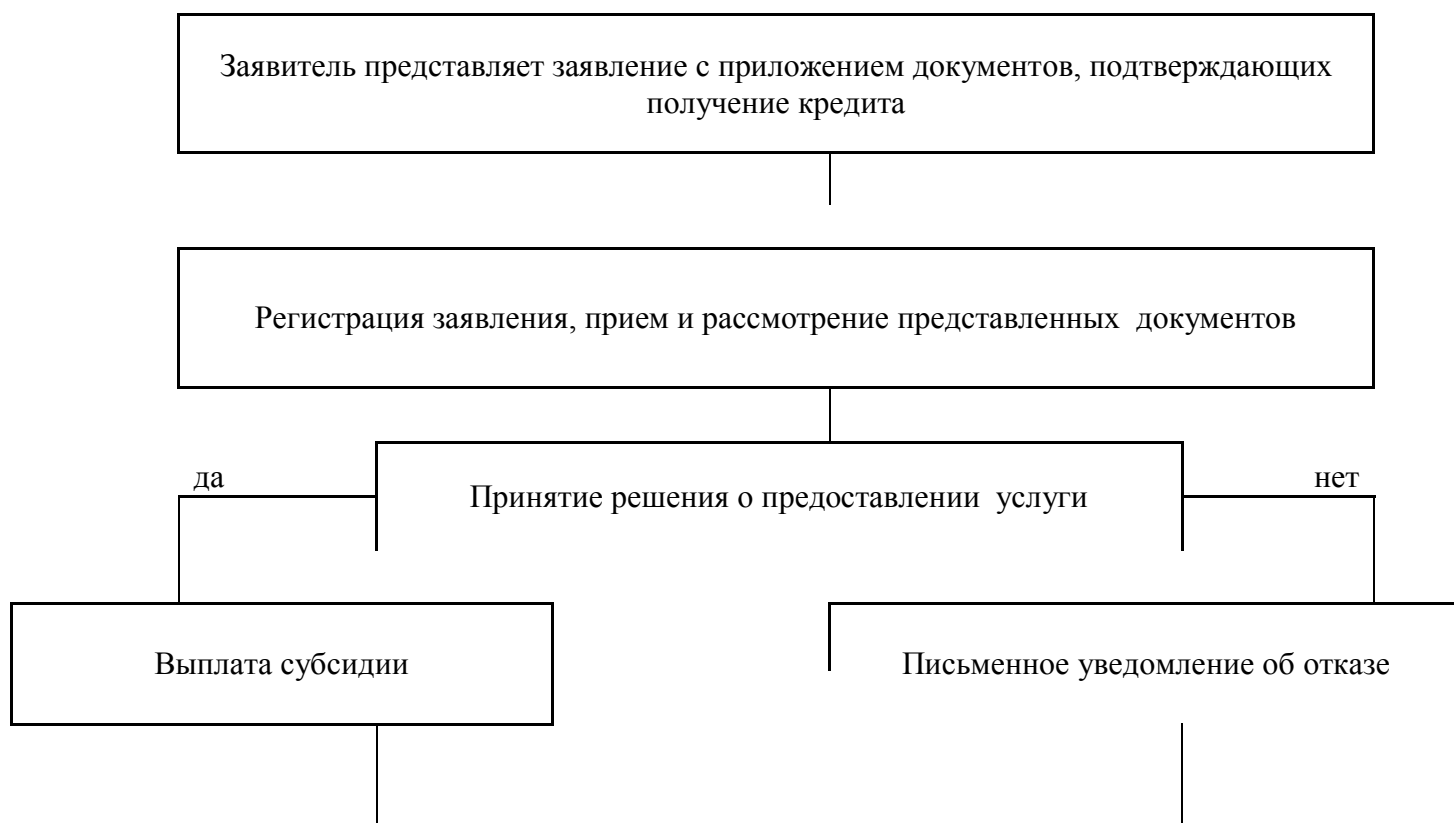 Заявитель представляет заявление с приложением документов, подтверждающих
получение кредита
Регистрация заявления, прием и рассмотрение представленных  документов
да
нет
Принятие решения о предоставлении  услуги
Выплата субсидии
Письменное уведомление об отказе